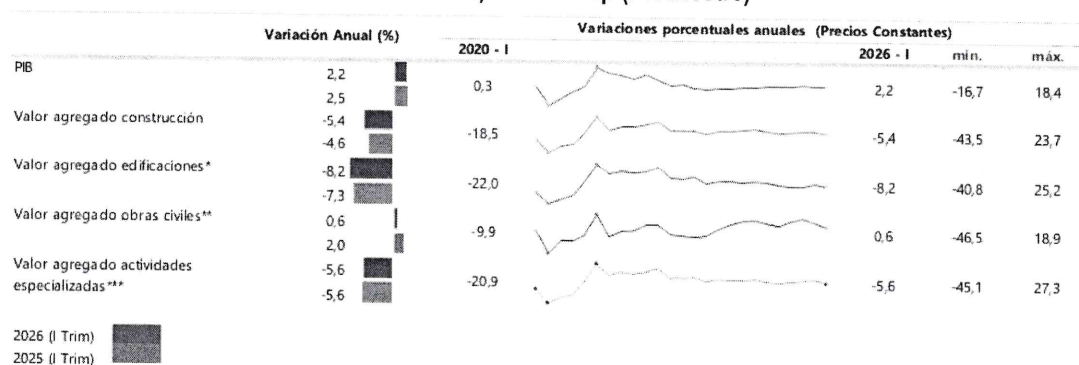 Variación Anual (%)
Variaciones porcentuales anuales (Precios Constantes)
2020 - I
2026 - I min. máx.
PIB
2,2
2,5
0,3 2,2 -16,7 18,4
Valor agregado construcción
-5,4
-4,6
-18,5 -5,4 -43,5 23,7
Valor agregado edificaciones*
-8,2
-7,3
-22,0 -8,2 -40,8 25,2
Valor agregado obras civiles**
0,6
2,0
-9,9 0,6 -46,5 18,9
Valor agregado actividades
especializadas***
-5,6
-5,6
-20,9 -5,6 -45,1 27,3
2026 (I Trim)
2025 (I Trim)